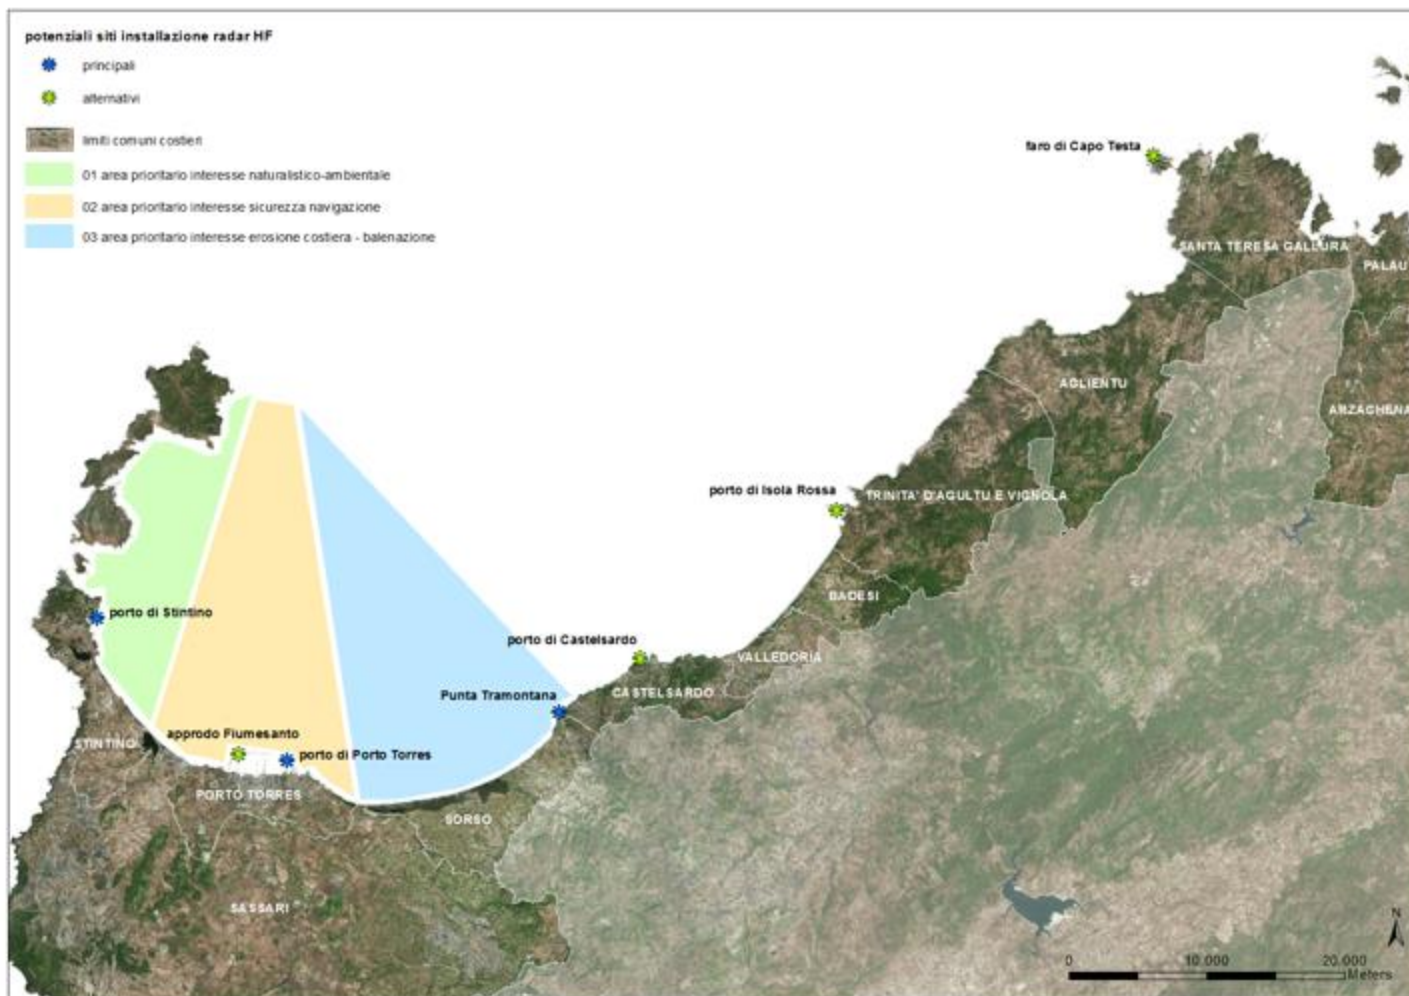 potenziali siti installazione radar HF
principali
alternativi
limiti comuni costieri
01 area prioritario interesse naturalistico-ambientale
02 area prioritario interesse sicurezza navigazione
03 area prioritario interesse erosione costiera - balenazione
faro di Capo Testa
SANTA TERESA GALLURA
PALAU
AGLIENTU
ARZACHENA
porto di Isola Rossa
TRINITA' D'AGULTU E VIGNOLA
BADESI
porto di Stintino
porto di Castelsardo
VALLEDORIA
Punta Tramontana
CASTELSARDO
approdo Fiumesanto
STINTINO
porto di Porto Torres
PORTO TORRES
SORSO
SASSARI
N
0 10.000 20.000
Meters